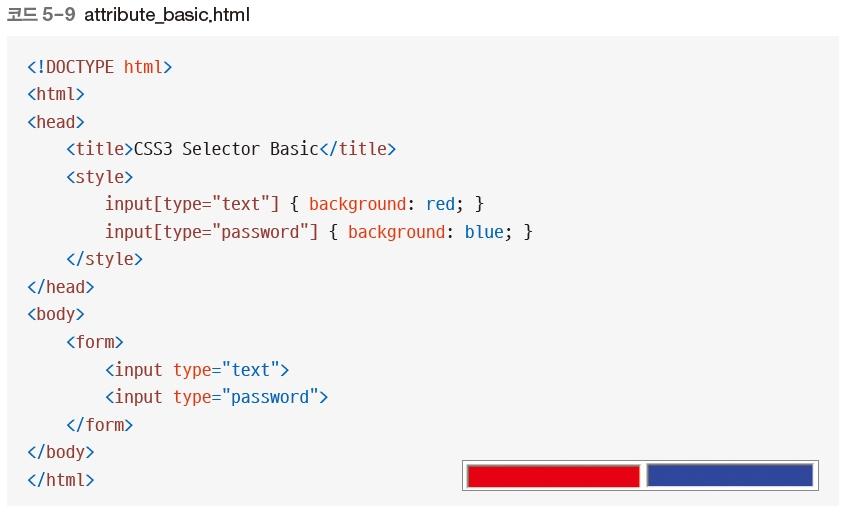 코드 5-9 attribute_basic.html
<!DOCTYPE html>
<html>
<head>
    <title>CSS3 Selector Basic</title>
    <style>
        input[type="text"] { background: red; }
        input[type="password"] { background: blue; }
    </style>
</head>
<body>
    <form>
        <input type="text">
        <input type="password">
    </form>
</body>
</html>